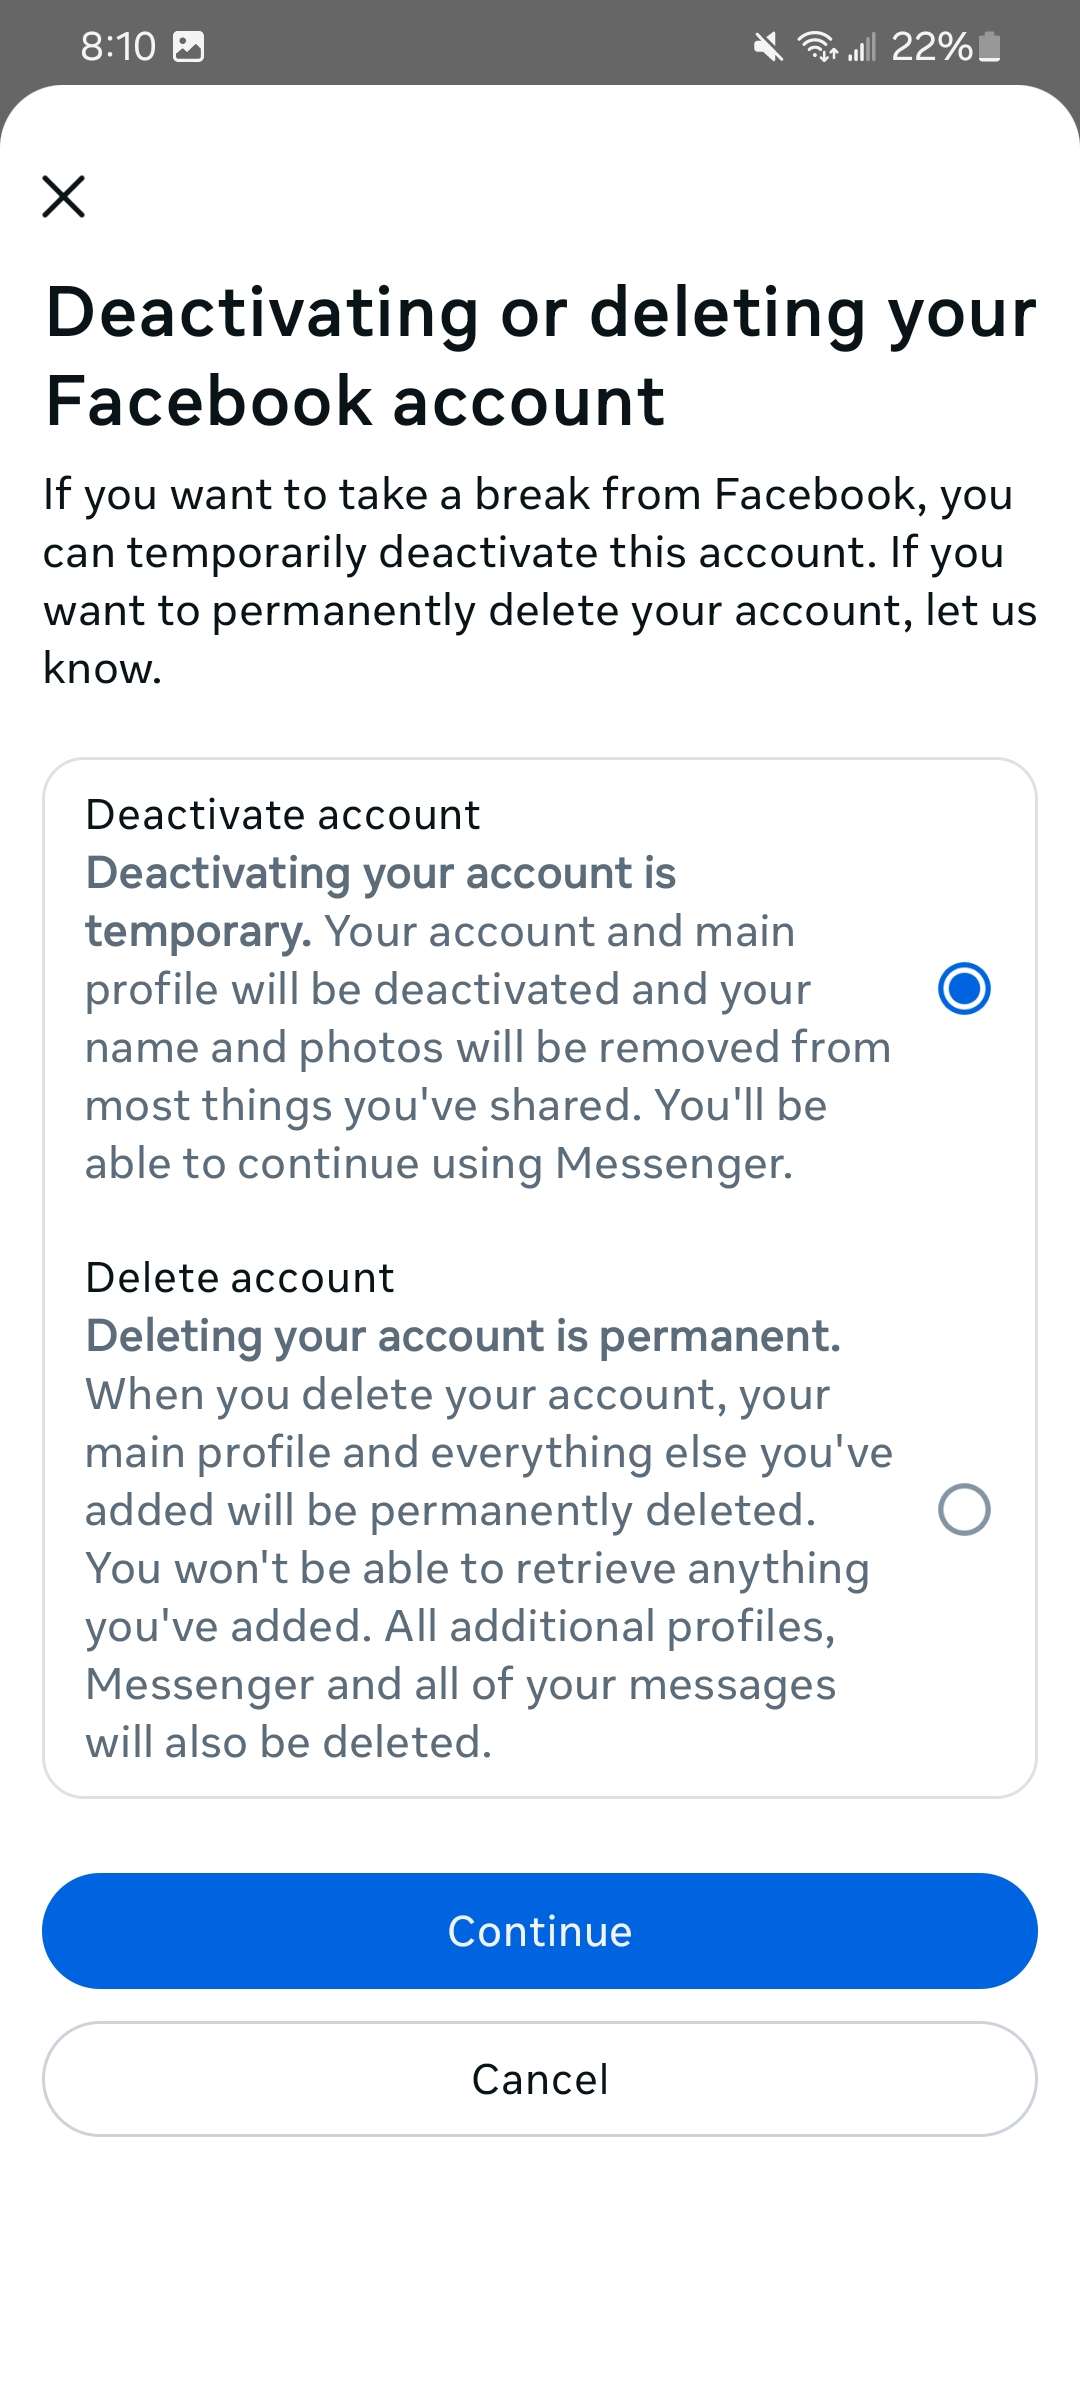 8:10
22%
Deactivating or deleting your
Facebook account
If you want to take a break from Facebook, you
can temporarily deactivate this account. If you
want to permanently delete your account, let us
know.
Deactivate account
Deactivating your account is
temporary. Your account and main
profile will be deactivated and your
name and photos will be removed from
most things you've shared. You'll be
able to continue using Messenger.
Delete account
Deleting your account is permanent.
When you delete your account, your
main profile and everything else you've
added will be permanently deleted.
You won't be able to retrieve anything
you've added. All additional profiles,
Messenger and all of your messages
will also be deleted.
Continue
Cancel